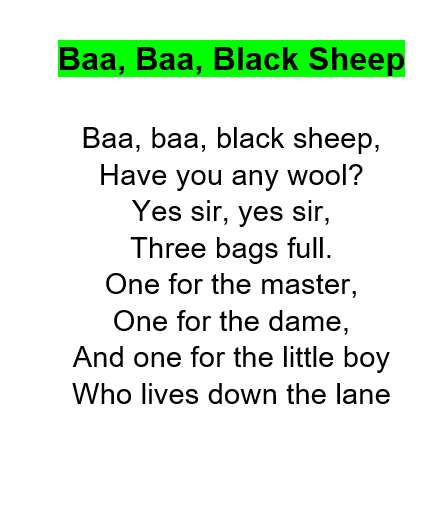 Baa, Baa, Black Sheep
Baa, baa, black sheep,
Have you any wool?
Yes sir, yes sir,
Three bags full.
One for the master,
One for the dame,
And one for the little boy
Who lives down the lane